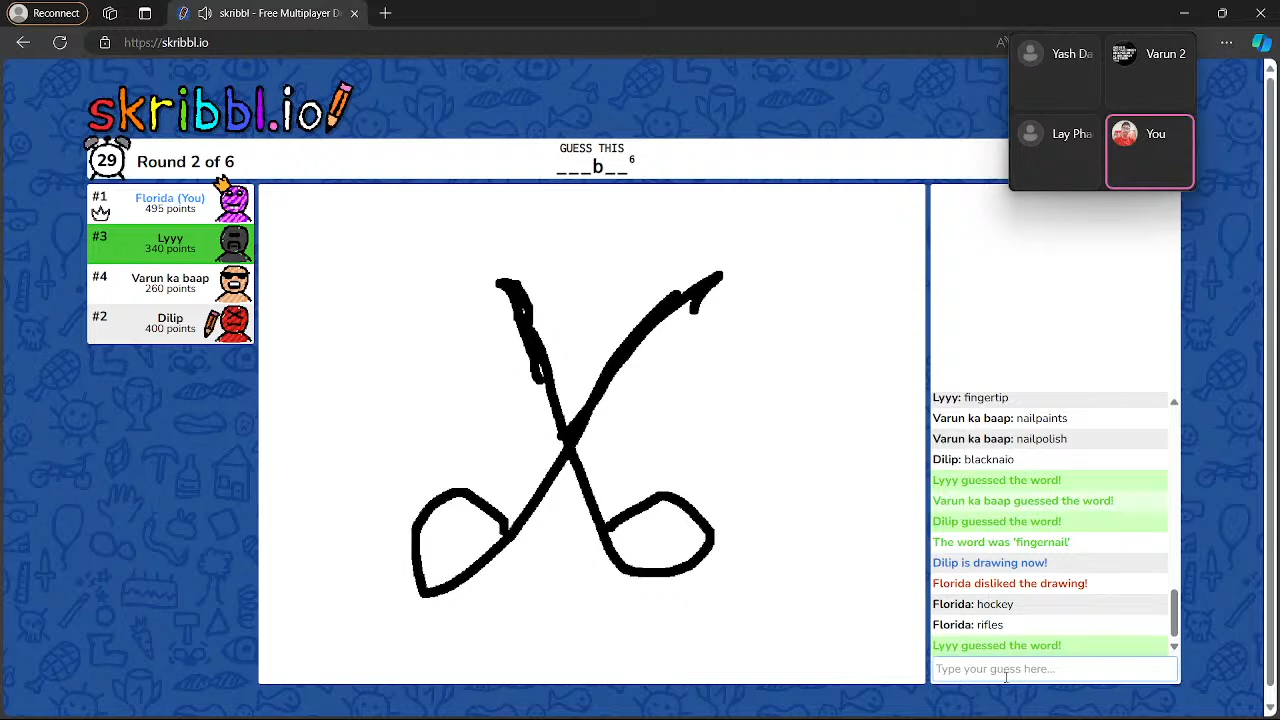 Reconnect
skribbl - Free Multiplayer Dr
https://skribbl.io
Yash Da
Varun 2
Lay Pha
You
skribbl.io
29
Round 2 of 6
GUESS THIS
___b__ 6
#1
Florida (You)
495 points
#3
Lyyy
340 points
#4
Varun ka baap
260 points
#2
Dilip
400 points
Lyyy: fingertip
Varun ka baap: nailpaints
Varun ka baap: nailpolish
Dilip: blacknaio
Lyyy guessed the word!
Varun ka baap guessed the word!
Dilip guessed the word!
The word was 'fingernail'
Dilip is drawing now!
Florida disliked the drawing!
Florida: hockey
Florida: rifles
Lyyy guessed the word!
Type your guess here...